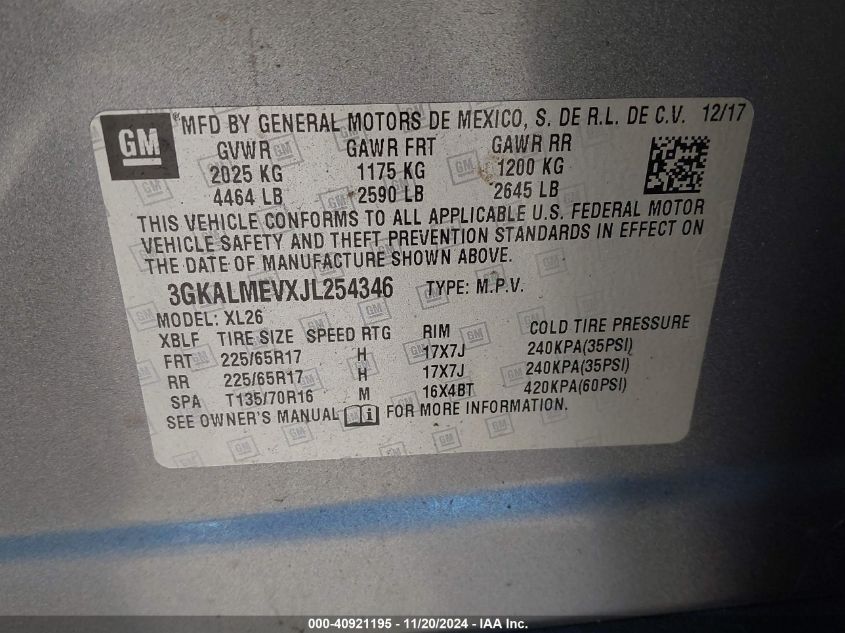 GM
® MFD BY GENERAL MOTORS DE MEXICO, S. DE R.L. DE C.V. 12/17
GVWR GAWR FRT GAWR RR
2025 KG 1175 KG 1200 KG
4464 LB 2590 LB 2645 LB
THIS VEHICLE CONFORMS TO ALL APPLICABLE U.S. FEDERAL MOTOR
VEHICLE SAFETY AND THEFT PREVENTION STANDARDS IN EFFECT ON
THE DATE OF MANUFACTURE SHOWN ABOVE.
3GKALMEVXJL254346 TYPE: M.P.V.
MODEL: XL26
XBLF TIRE SIZE SPEED RTG RIM COLD TIRE PRESSURE
FRT 225/65R17 H 17X7J 240KPA(35PSI)
RR 225/65R17 H 17X7J 240KPA(35PSI)
SPA T135/70R16 M 16X4BT 420KPA(60PSI)
SEE OWNER'S MANUAL i FOR MORE INFORMATION.
000-40921195 - 11/20/2024 - IAA Inc.